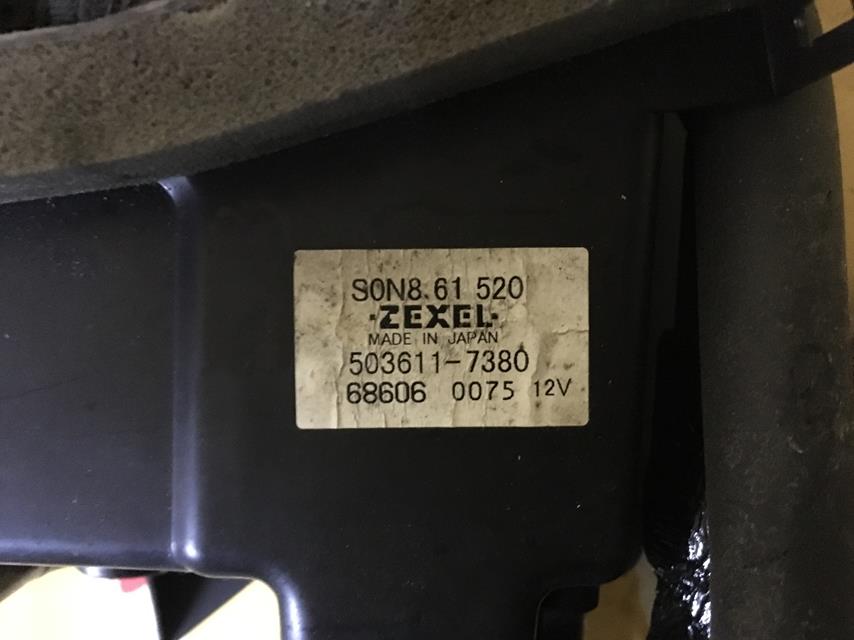 S0N8.61 520
·ZEXEL·
MADE IN JAPAN
503611-7380
68606 0075 12V